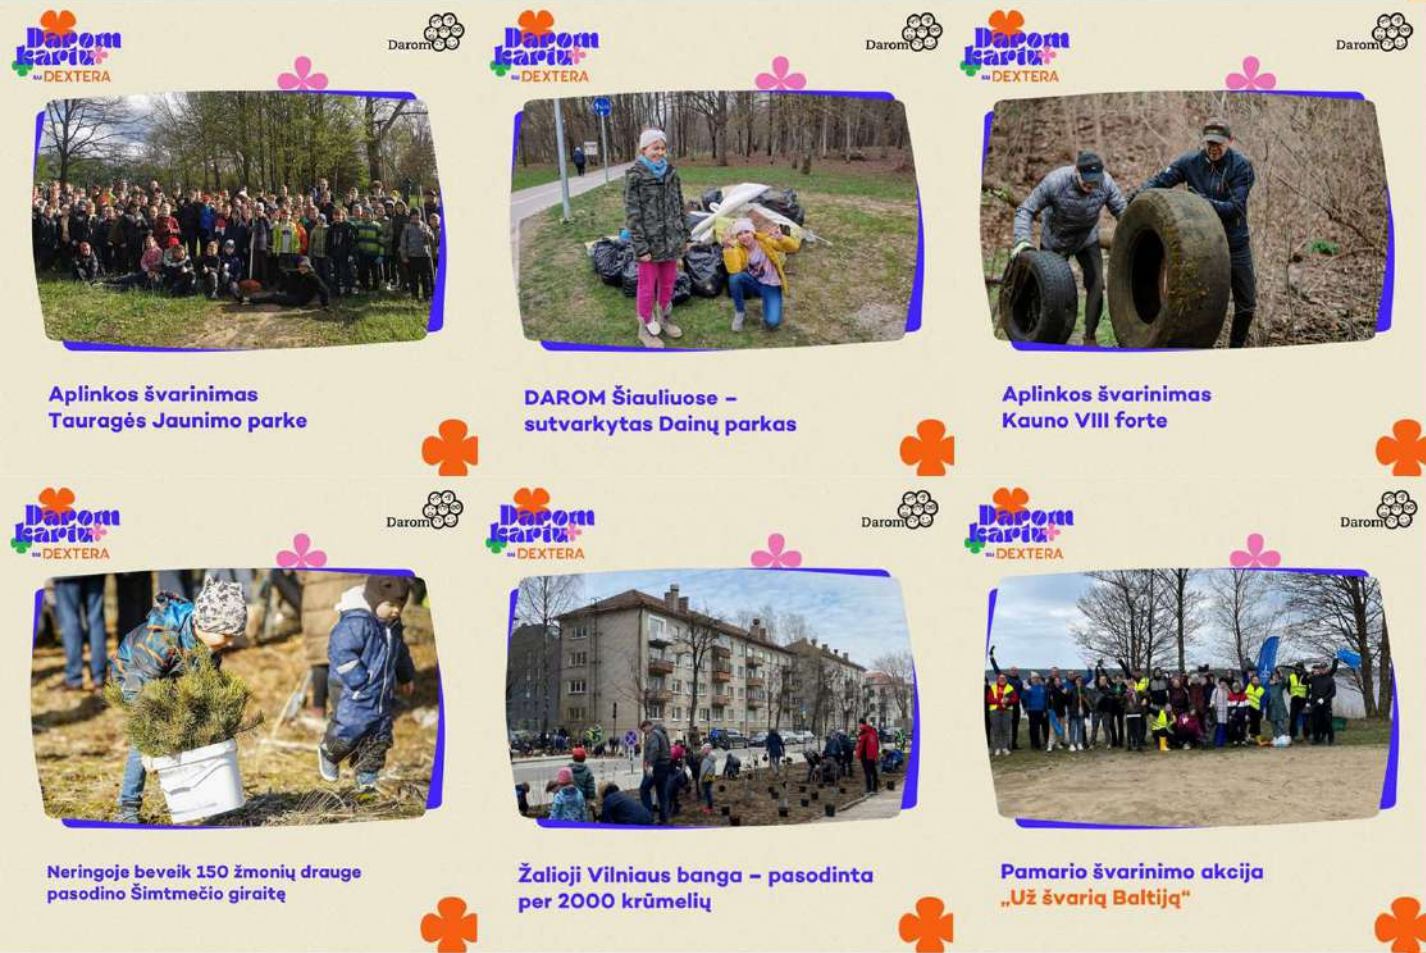 Darom
kartu
su DEXTERA
Darom
Aplinkos švarinimas
Tauragės Jaunimo parke
Darom
kartu
su DEXTERA
Darom
DAROM Šiauliuose –
sutvarkytas Dainų parkas
Darom
kartu
su DEXTERA
Darom
Aplinkos švarinimas
Kauno VIII forte
Darom
kartu
su DEXTERA
Darom
Neringoje beveik 150 žmonių drauge
pasodino Šimtmečio giraitę
Darom
kartu
su DEXTERA
Darom
Žalioji Vilniaus banga – pasodinta
per 2000 krūmelių
Darom
kartu
su DEXTERA
Darom
Pamario švarinimo akcija
„Už švarią Baltiją“